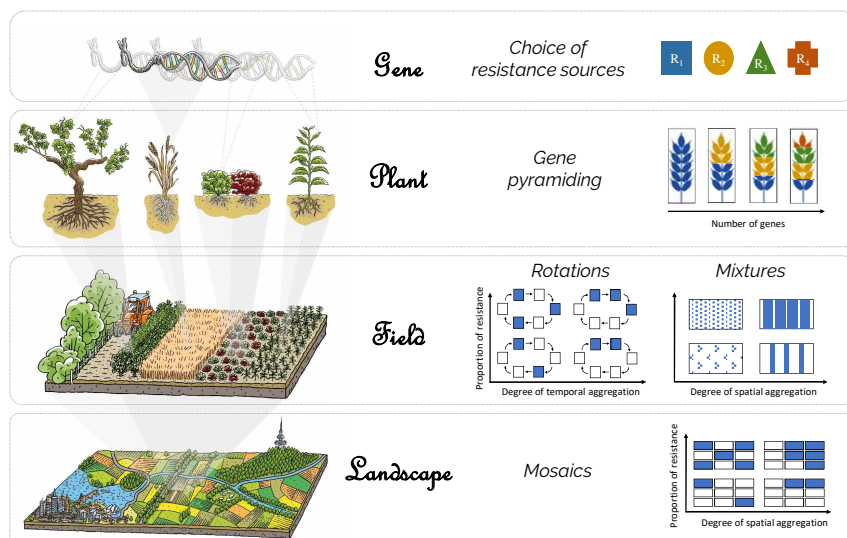 Gene
Choice of
resistance sources
R1 R2 R3 R4
Plant
Gene
pyramiding
Number of genes
Field
Rotations
Mixtures
Proportion of resistance
Degree of temporal aggregation
Degree of spatial aggregation
Landscape
Mosaics
Proportion of resistance
Degree of spatial aggregation